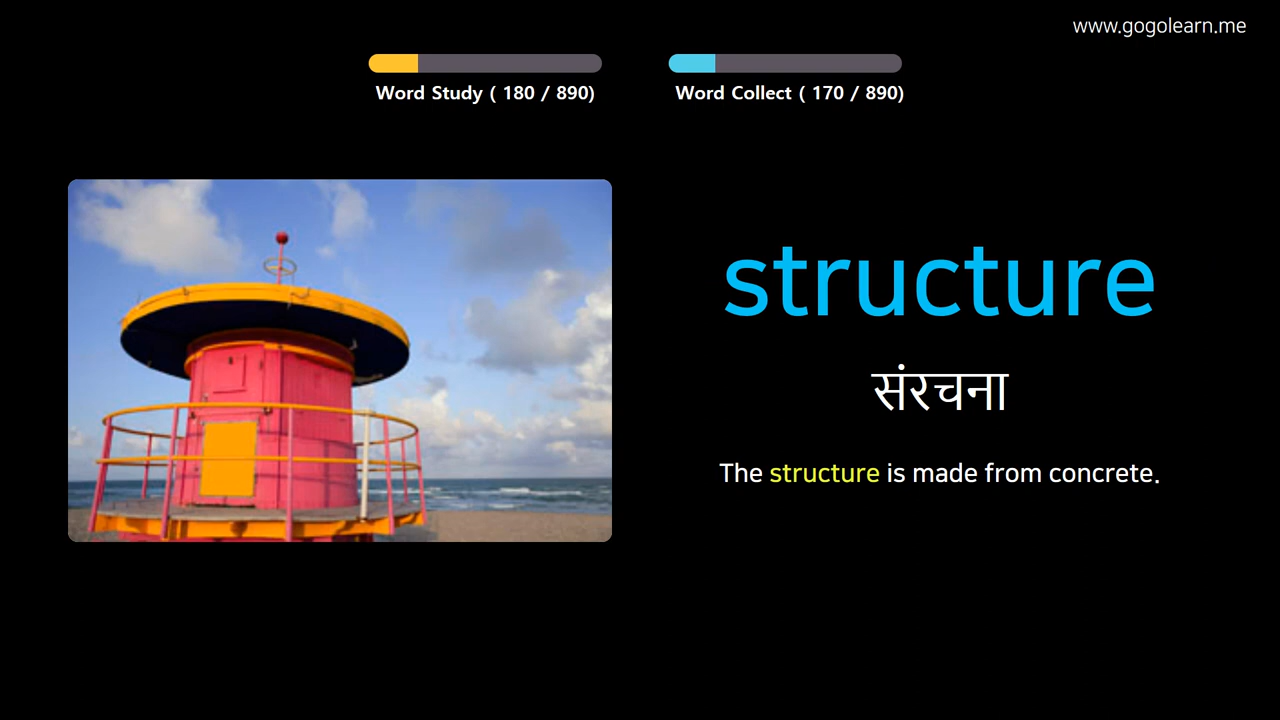 www.gogolearn.me
Word Study ( 180 / 890)
Word Collect ( 170 / 890)
structure
संरचना
The structure is made from concrete.